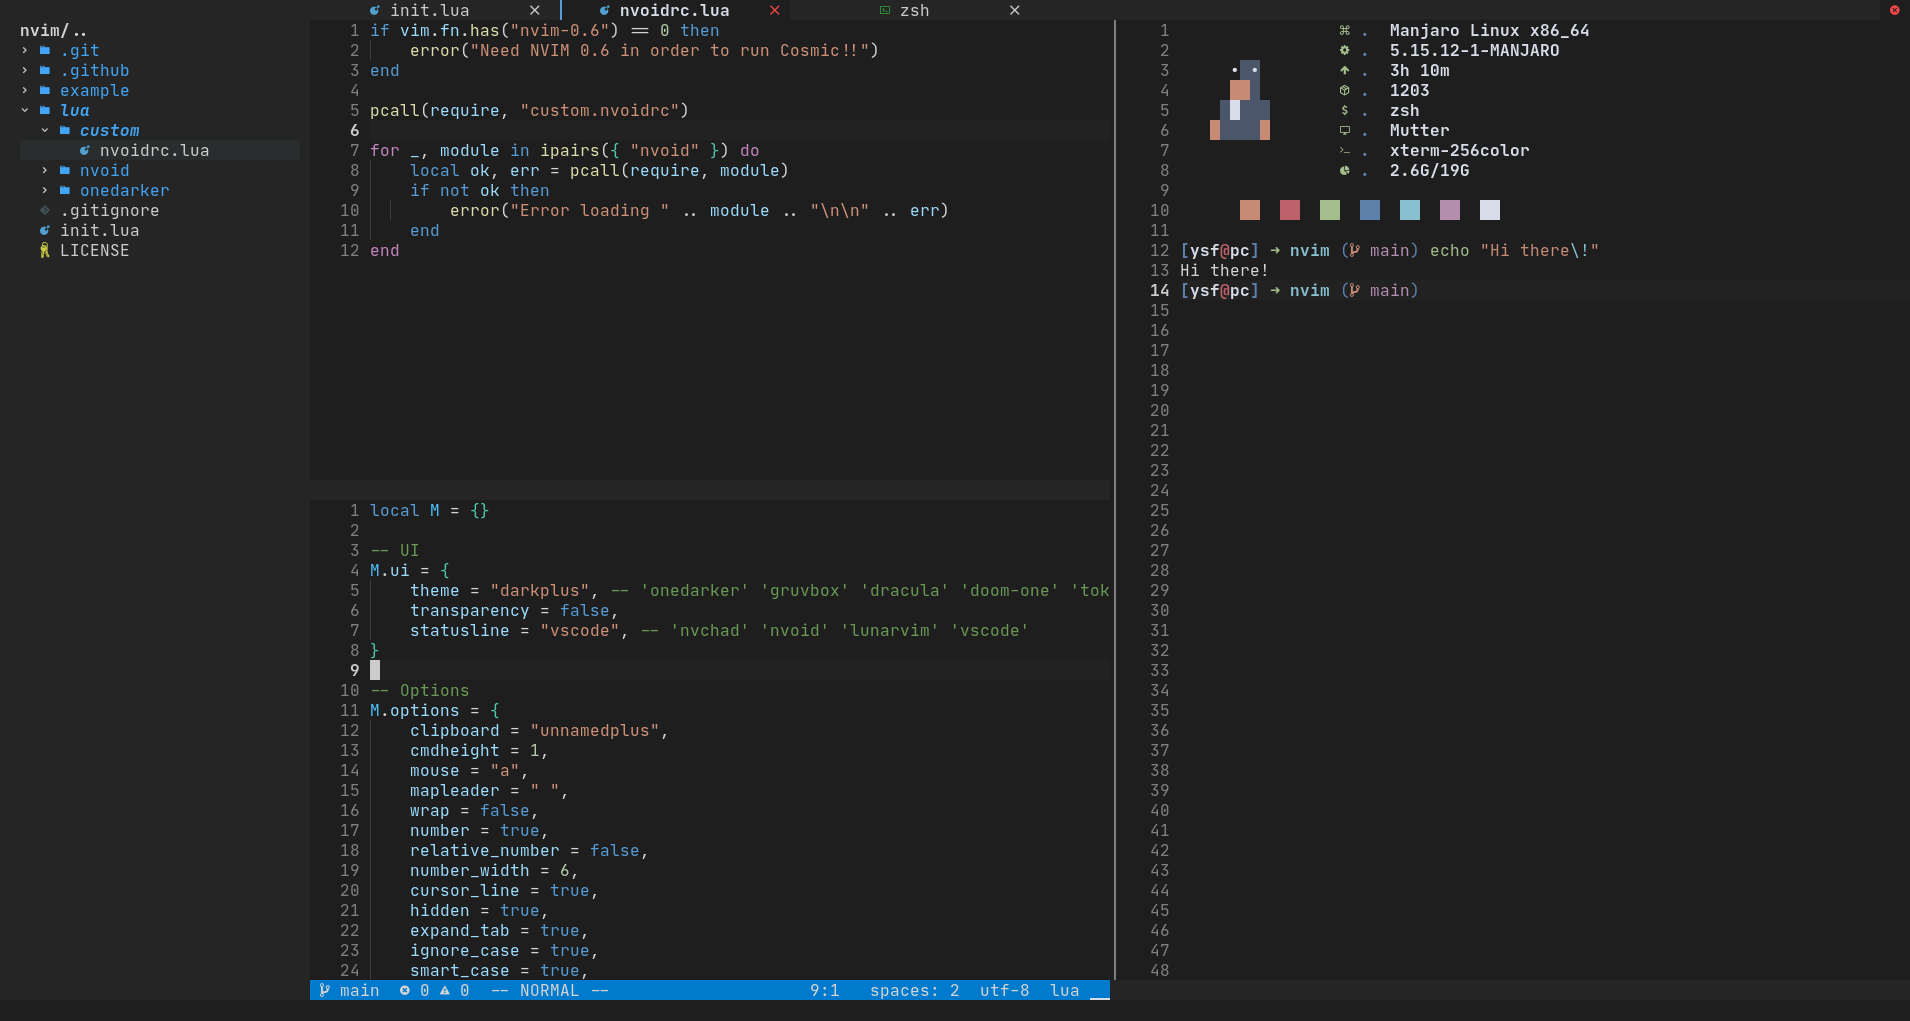 init.lua
nvoidrc.lua
zsh
nvim/..
.git
.github
example
lua
custom
nvoidrc.lua
nvoid
onedarker
.gitignore
init.lua
LICENSE
1 if vim.fn.has("nvim-0.6") == 0 then
2 error("Need NVIM 0.6 in order to run Cosmic!!")
3 end
4
5 pcall(require, "custom.nvoidrc")
6
7 for _, module in ipairs({ "nvoid" }) do
8 local ok, err = pcall(require, module)
9 if not ok then
10 error("Error loading " .. module .. "\n\n" .. err)
11 end
12 end
1 local M = {}
2
3 -- UI
4 M.ui = {
5 theme = "darkplus", -- 'onedarker' 'gruvbox' 'dracula' 'doom-one' 'tok
6 transparency = false,
7 statusline = "vscode", -- 'nvchad' 'nvoid' 'lunarvim' 'vscode'
8 }
9
10 -- Options
11 M.options = {
12 clipboard = "unnamedplus",
13 cmdheight = 1,
14 mouse = "a",
15 mapleader = " ",
16 wrap = false,
17 number = true,
18 relative_number = false,
19 number_width = 6,
20 cursor_line = true,
21 hidden = true,
22 expand_tab = true,
23 ignore_case = true,
24 smart_case = true,
main 0 0 -- NORMAL -- 9:1 spaces: 2 utf-8 lua
1 ⌘ . Manjaro Linux x86_64
2 . 5.15.12-1-MANJARO
3 . 3h 10m
4 . 1203
5 $ . zsh
6 . Mutter
7 >_ . xterm-256color
8 . 2.6G/19G
9
10
11
12 [ysf@pc] ➜ nvim ( main) echo "Hi there\!"
13 Hi there!
14 [ysf@pc] ➜ nvim ( main)
15
16
17
18
19
20
21
22
23
24
25
26
27
28
29
30
31
32
33
34
35
36
37
38
39
40
41
42
43
44
45
46
47
48